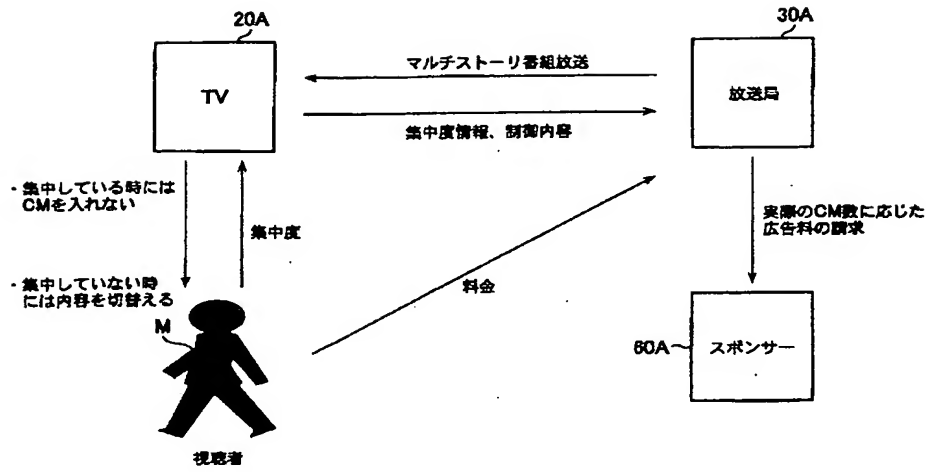 20A
30A
TV
マルチストーリ番組放送
放送局
集中度情報、制御内容
・集中している時には
CMを入れない
集中度
実際のCM数に応じた
広告料の請求
・集中していない時
には内容を切替える
料金
M
60A
スポンサー
視聴者